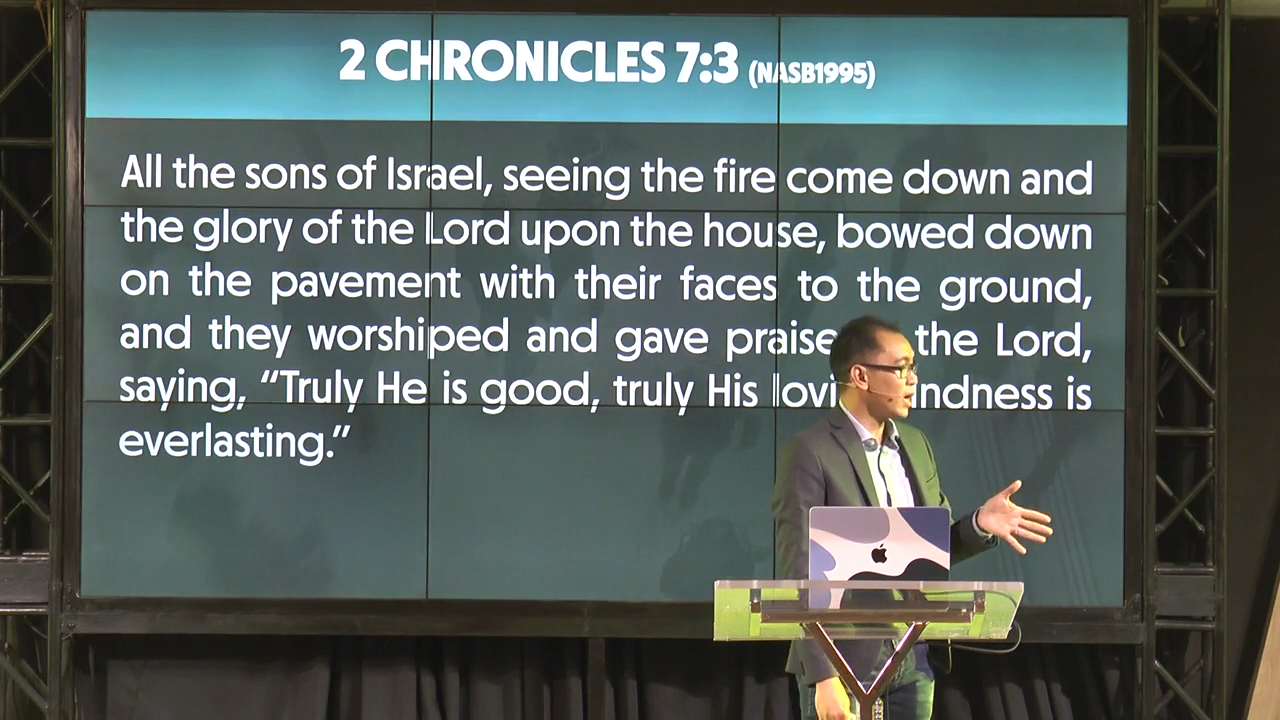 2 CHRONICLES 7:3 (NASB1995)
All the sons of Israel, seeing the fire come down and
the glory of the Lord upon the house, bowed down
on the pavement with their faces to the ground,
and they worshiped and gave praise the Lord,
saying, “Truly He is good, truly His is
everlasting.”